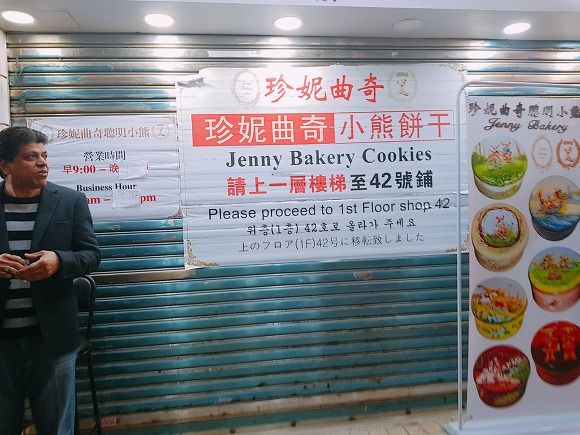 珍妮曲奇聰明小熊
營業時間
早9:00 – 晚
Business Hour
am – pm
珍妮曲奇
珍妮曲奇小熊餅干
Jenny Bakery Cookies
請上一層樓梯至42號鋪
Please proceed to 1st Floor shop 42
위층(1층) 42호로 올라가 주세요
上のフロア(1F)42号に移転致しました
珍妮曲奇聰明小熊
Jenny Bakery